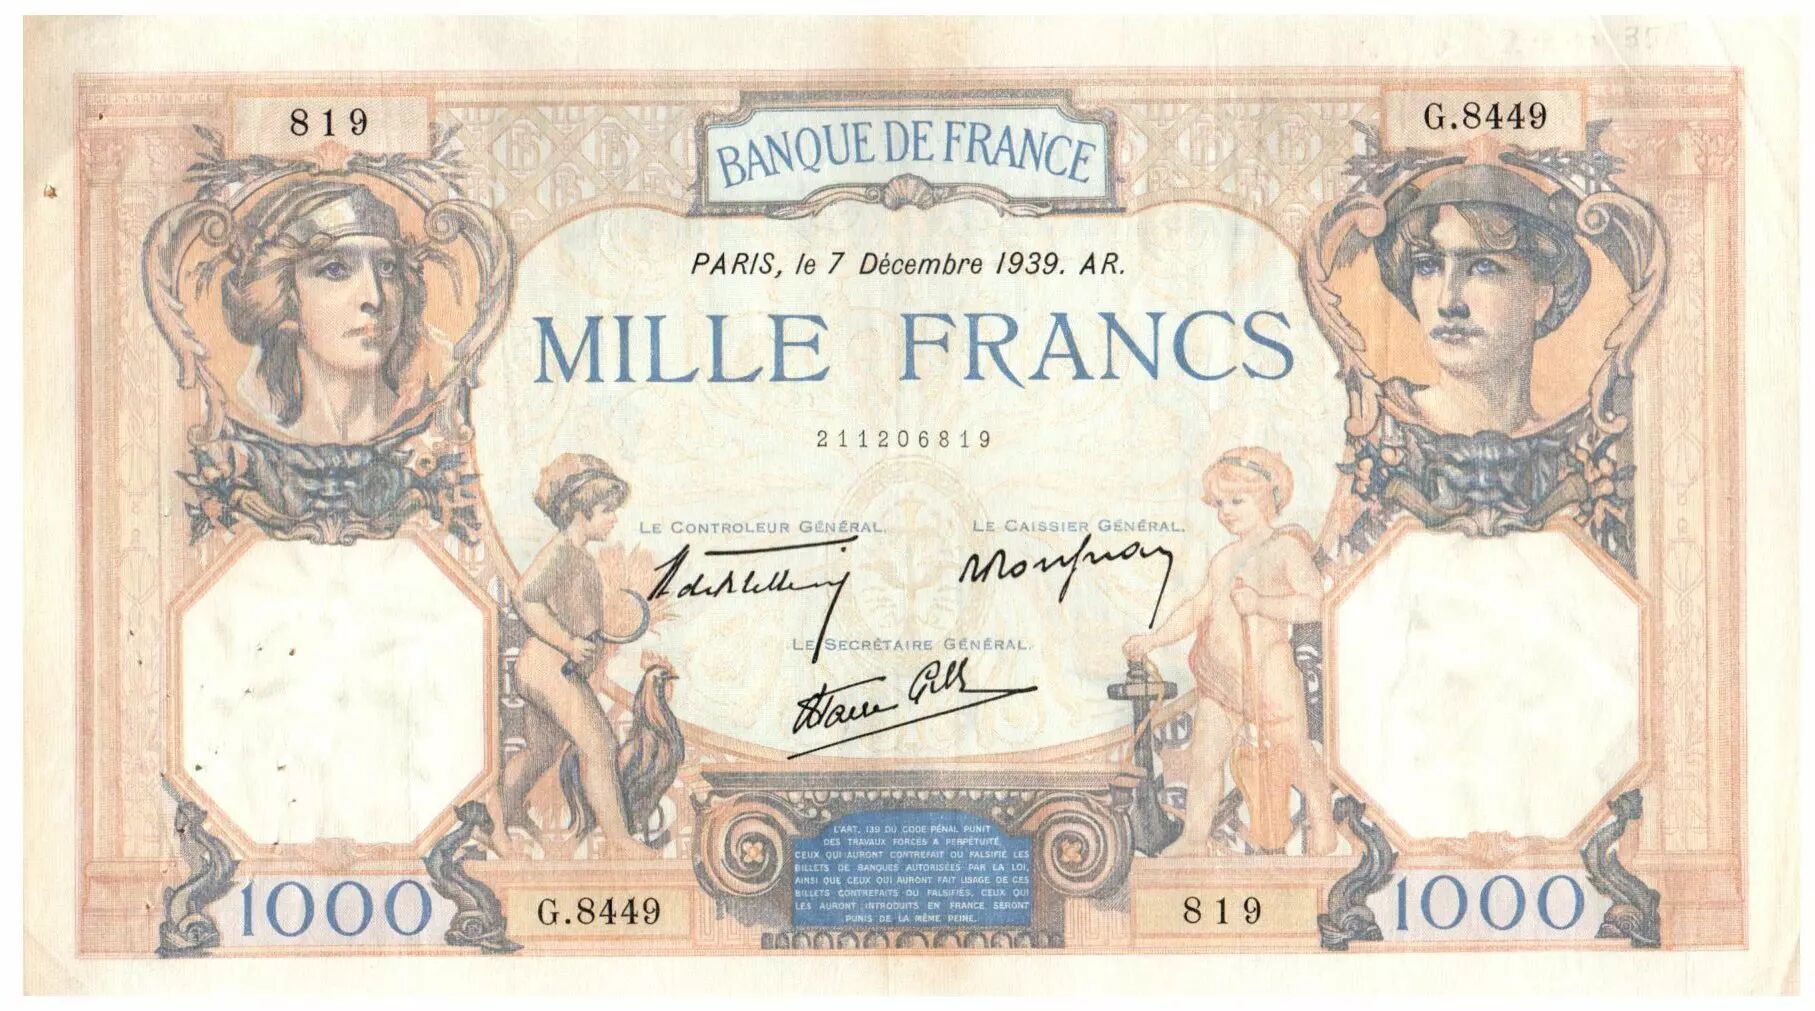 819
G.8449
BANQUE DE FRANCE
PARIS, le 7 Décembre 1939. AR.
MILLE FRANCS
211206819
LE CONTROLEUR GÉNÉRAL.
LE CAISSIER GÉNÉRAL.
LE SECRÉTAIRE GÉNÉRAL.
L'ART. 139 DU CODE PÉNAL PUNIT
DES TRAVAUX FORCÉS A PERPÉTUITÉ
CEUX QUI AURONT CONTREFAIT OU FALSIFIÉ LES
BILLETS DE BANQUES AUTORISÉES PAR LA LOI,
AINSI QUE CEUX QUI AURONT FAIT USAGE DE CES
BILLETS CONTREFAITS OU FALSIFIÉS. CEUX QUI
LES AURONT INTRODUITS EN FRANCE SERONT
PUNIS DE LA MÊME PEINE.
1000
G.8449
819
1000